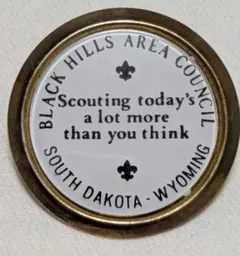 BLACK HILLS AREA COUNCIL
Scouting today's
a lot more
than you think
SOUTH DAKOTA - WYOMING